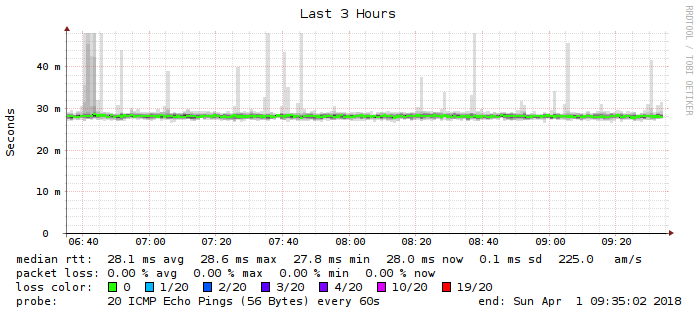 Last 3 Hours
RRDTOOL / TOBI OETIKER
Seconds
40 m
30 m
20 m
10 m
0
06:40 07:00 07:20 07:40 08:00 08:20 08:40 09:00 09:20
median rtt: 28.1 ms avg 28.6 ms max 27.8 ms min 28.0 ms now 0.1 ms sd 225.0 am/s
packet loss: 0.00 % avg 0.00 % max 0.00 % min 0.00 % now
loss color: 0 1/20 2/20 3/20 4/20 10/20 19/20
probe: 20 ICMP Echo Pings (56 Bytes) every 60s end: Sun Apr 1 09:35:02 2018